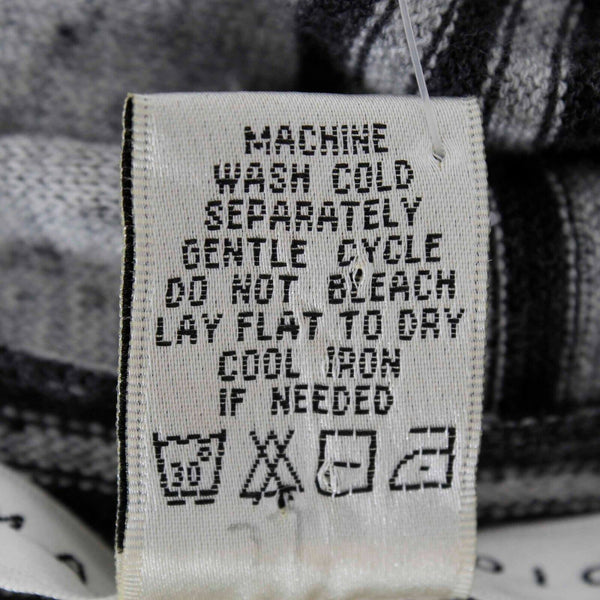 MACHINE
WASH COLD
SEPARATELY
GENTLE CYCLE
DO NOT BLEACH
LAY FLAT TO DRY
COOL IRON
IF NEEDED
30°